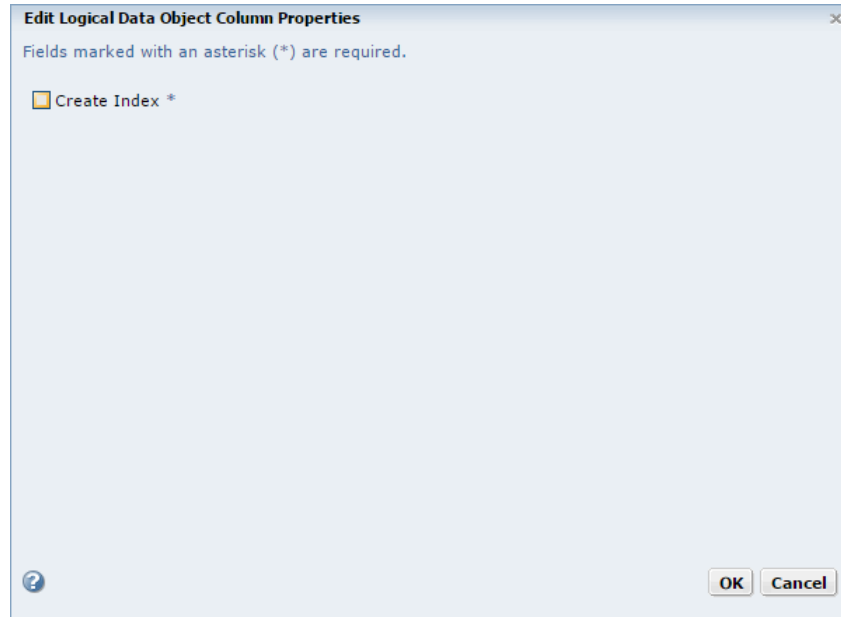 Edit Logical Data Object Column Properties
Fields marked with an asterisk (*) are required.
Create Index *
OK Cancel